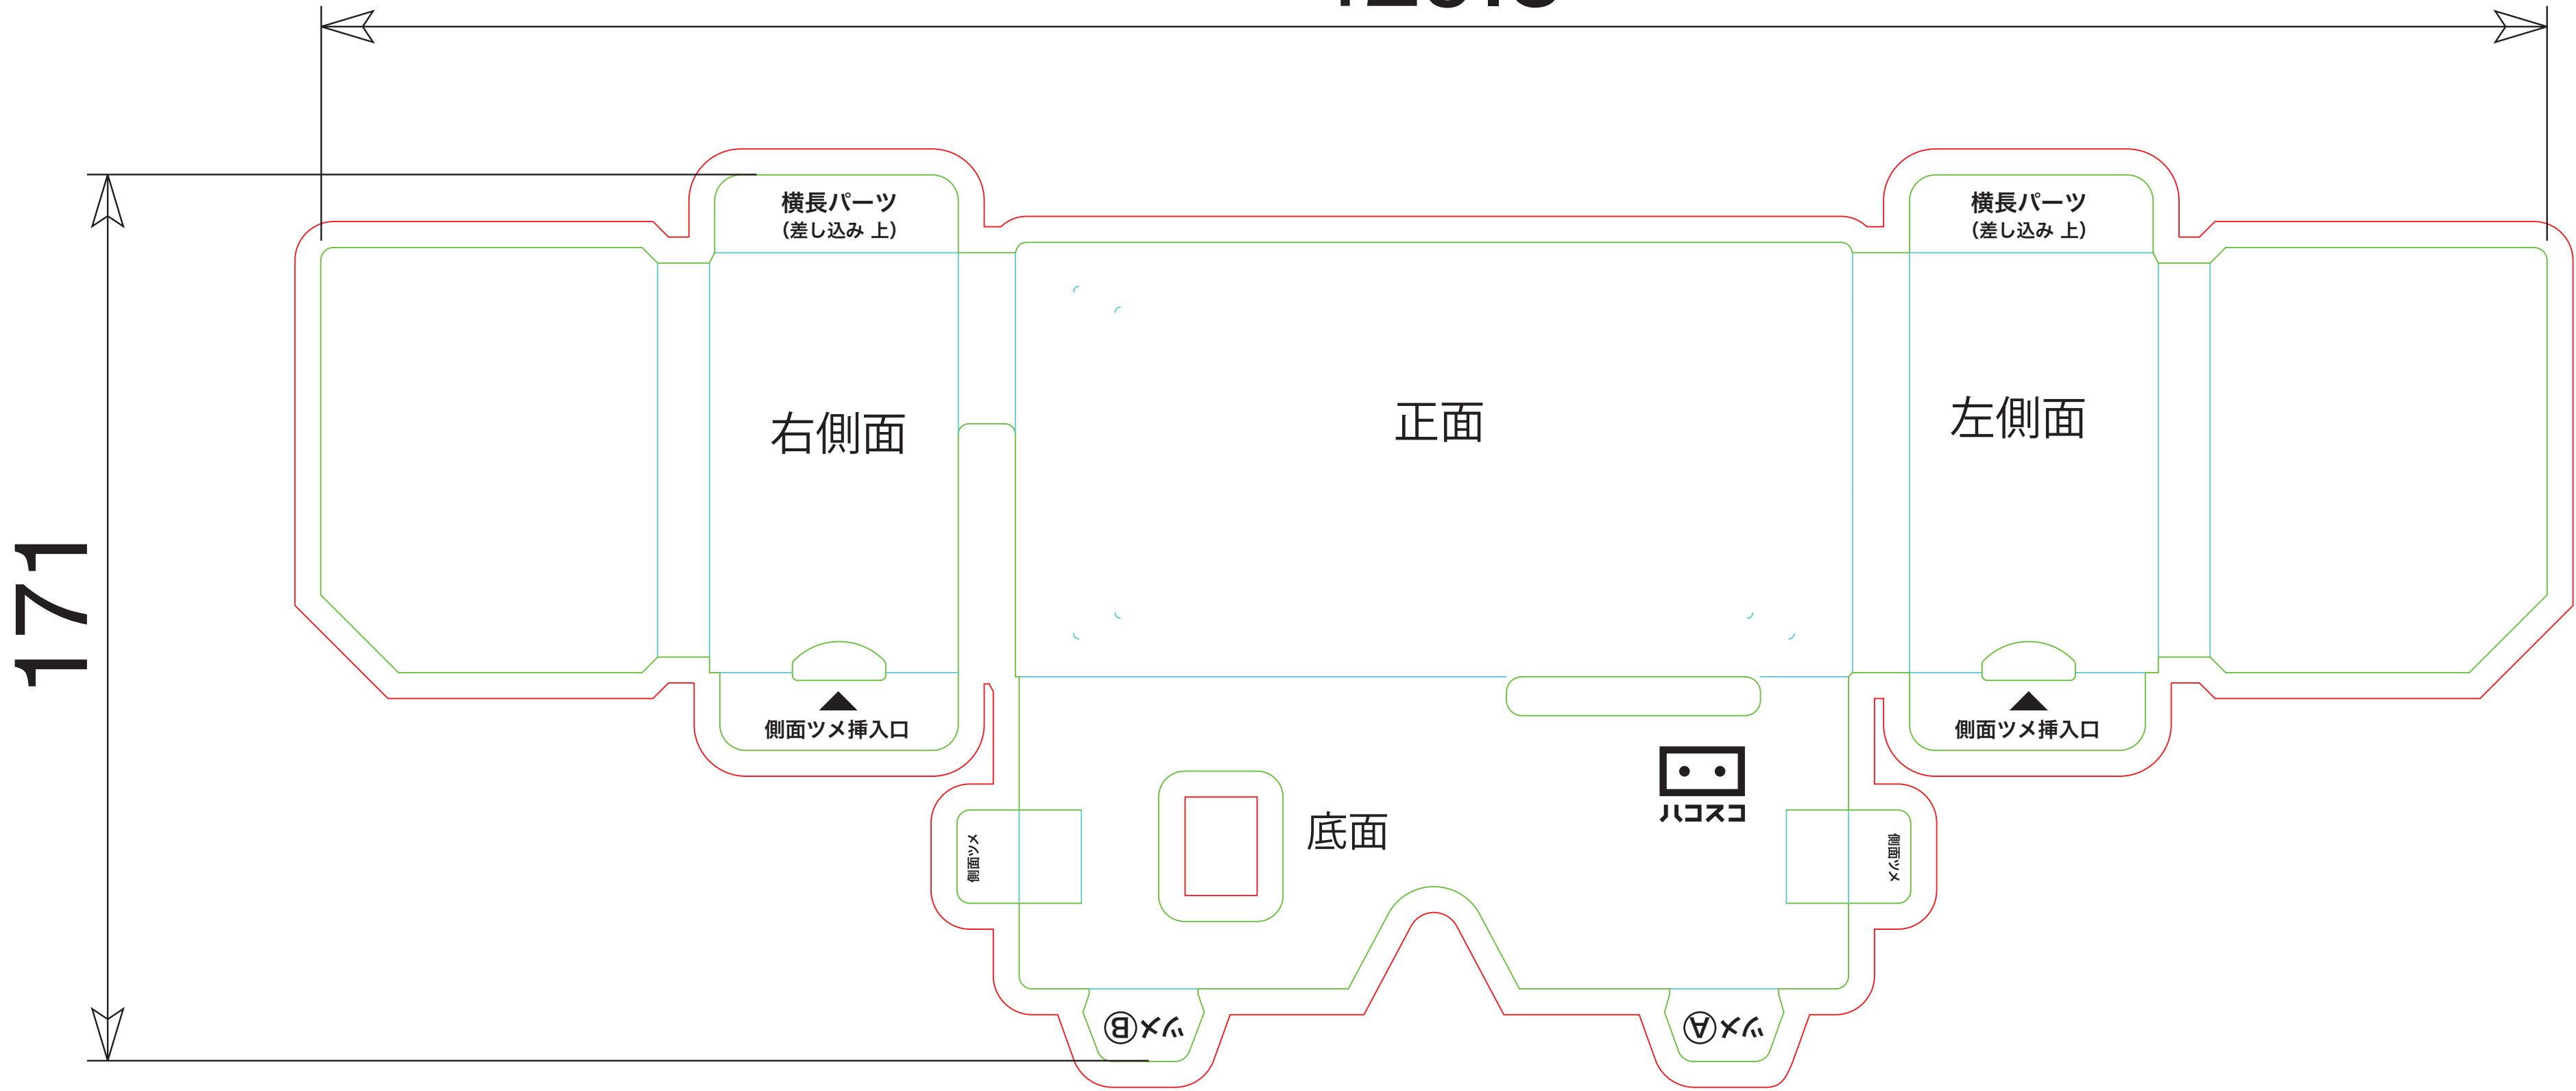 横長パーツ
(差し込み 上)
横長パーツ
(差し込み 上)
右側面
正面
左側面
171
側面ツメ挿入口
側面ツメ挿入口
ハコスコ
底面
側面ツメ
側面ツメ
ツメⒷ
ツメⒶ